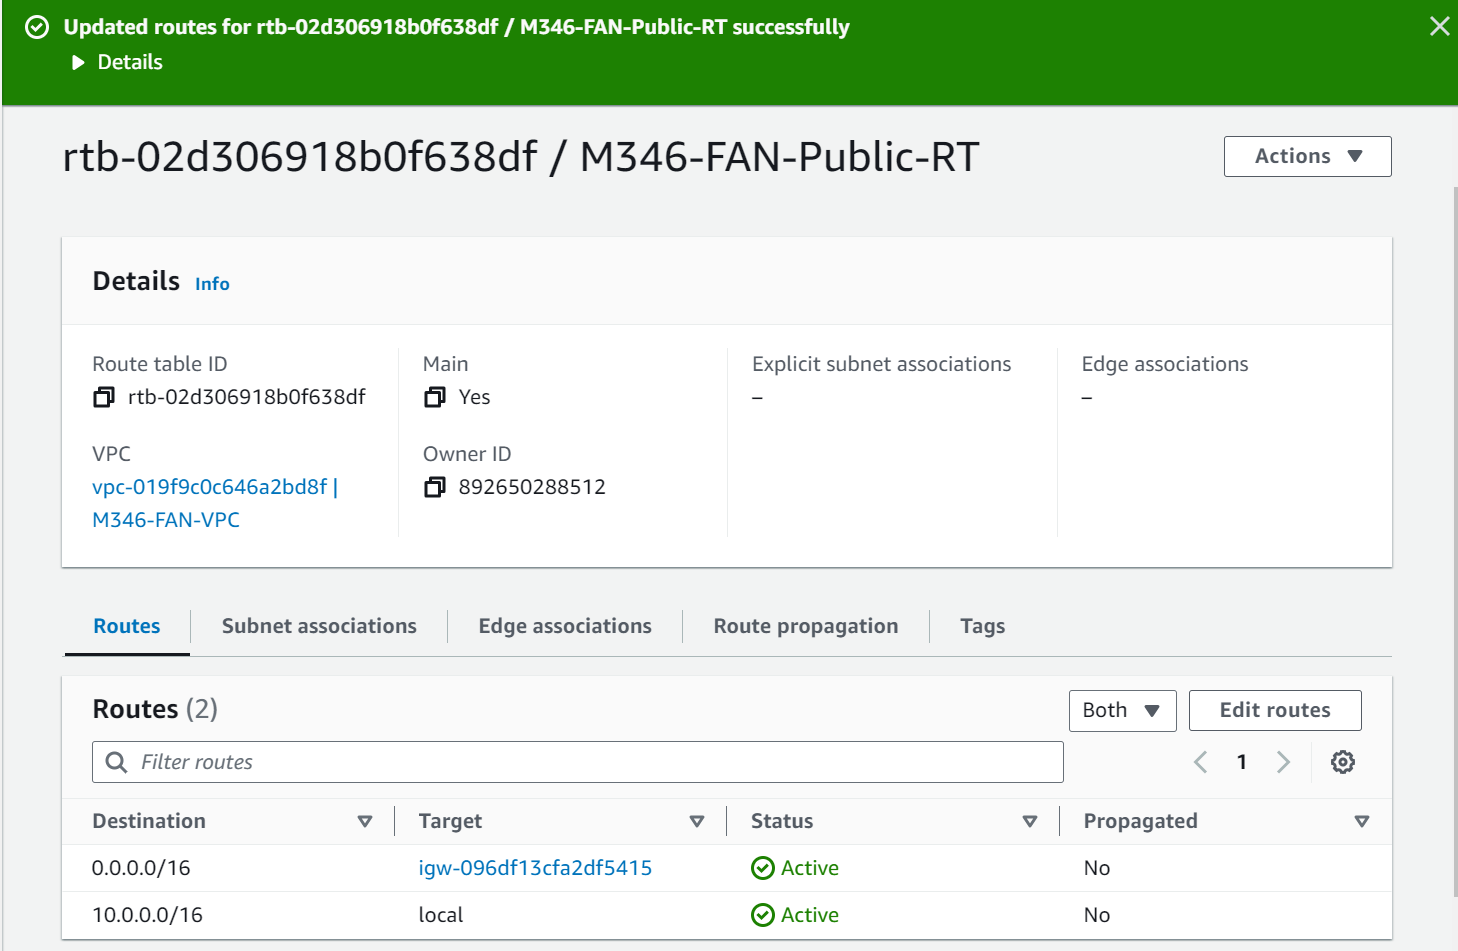 Updated routes for rtb-02d306918b0f638df / M346-FAN-Public-RT successfully
Details
rtb-02d306918b0f638df / M346-FAN-Public-RT
Actions
Details Info
Route table ID
rtb-02d306918b0f638df
Main
Yes
Explicit subnet associations
–
Edge associations
–
VPC
vpc-019f9c0c646a2bd8f |
M346-FAN-VPC
Owner ID
892650288512
Routes
Subnet associations
Edge associations
Route propagation
Tags
Routes (2)
Both
Edit routes
Filter routes
1
Destination Target Status Propagated
0.0.0.0/16 igw-096df13cfa2df5415 Active No
10.0.0.0/16 local Active No